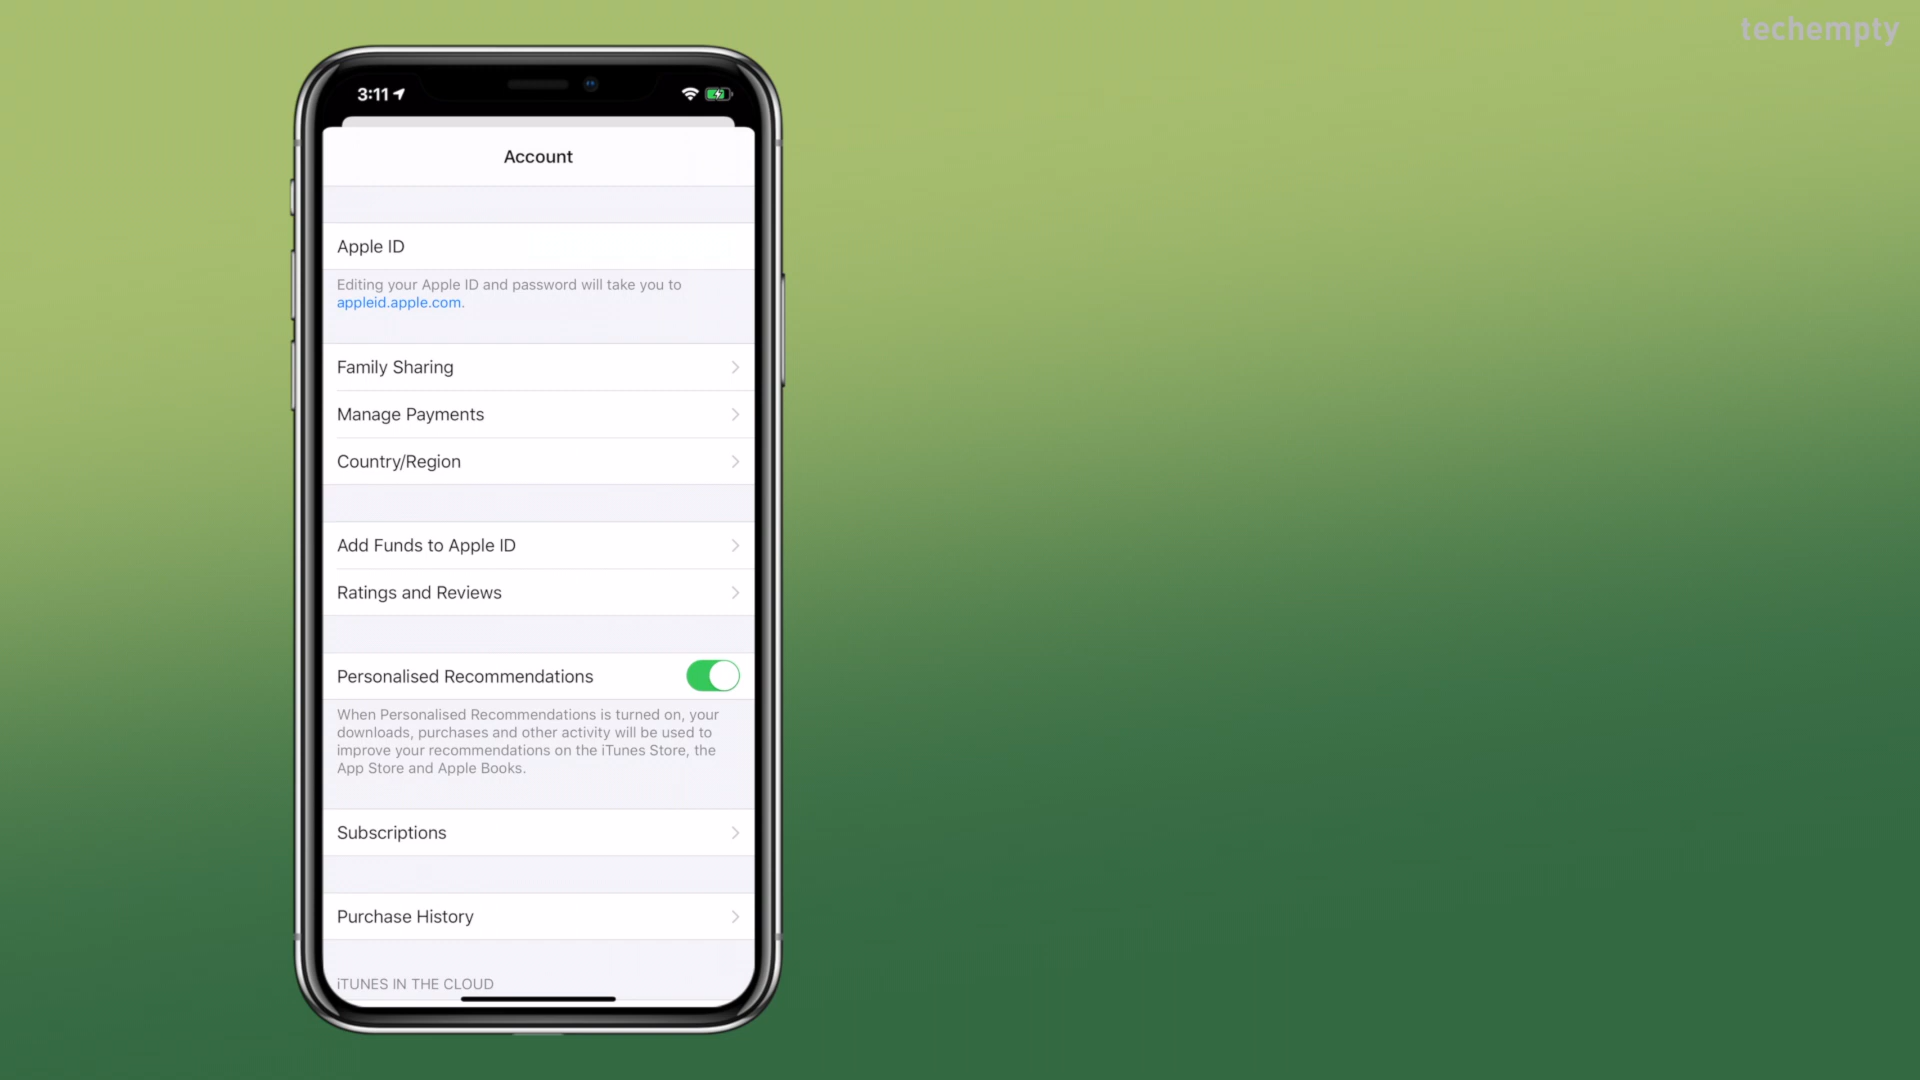 techempty
3:11
Account
Apple ID
Editing your Apple ID and password will take you to
appleid.apple.com.
Family Sharing
Manage Payments
Country/Region
Add Funds to Apple ID
Ratings and Reviews
Personalised Recommendations
When Personalised Recommendations is turned on, your
downloads, purchases and other activity will be used to
improve your recommendations on the iTunes Store, the
App Store and Apple Books.
Subscriptions
Purchase History
iTUNES IN THE CLOUD